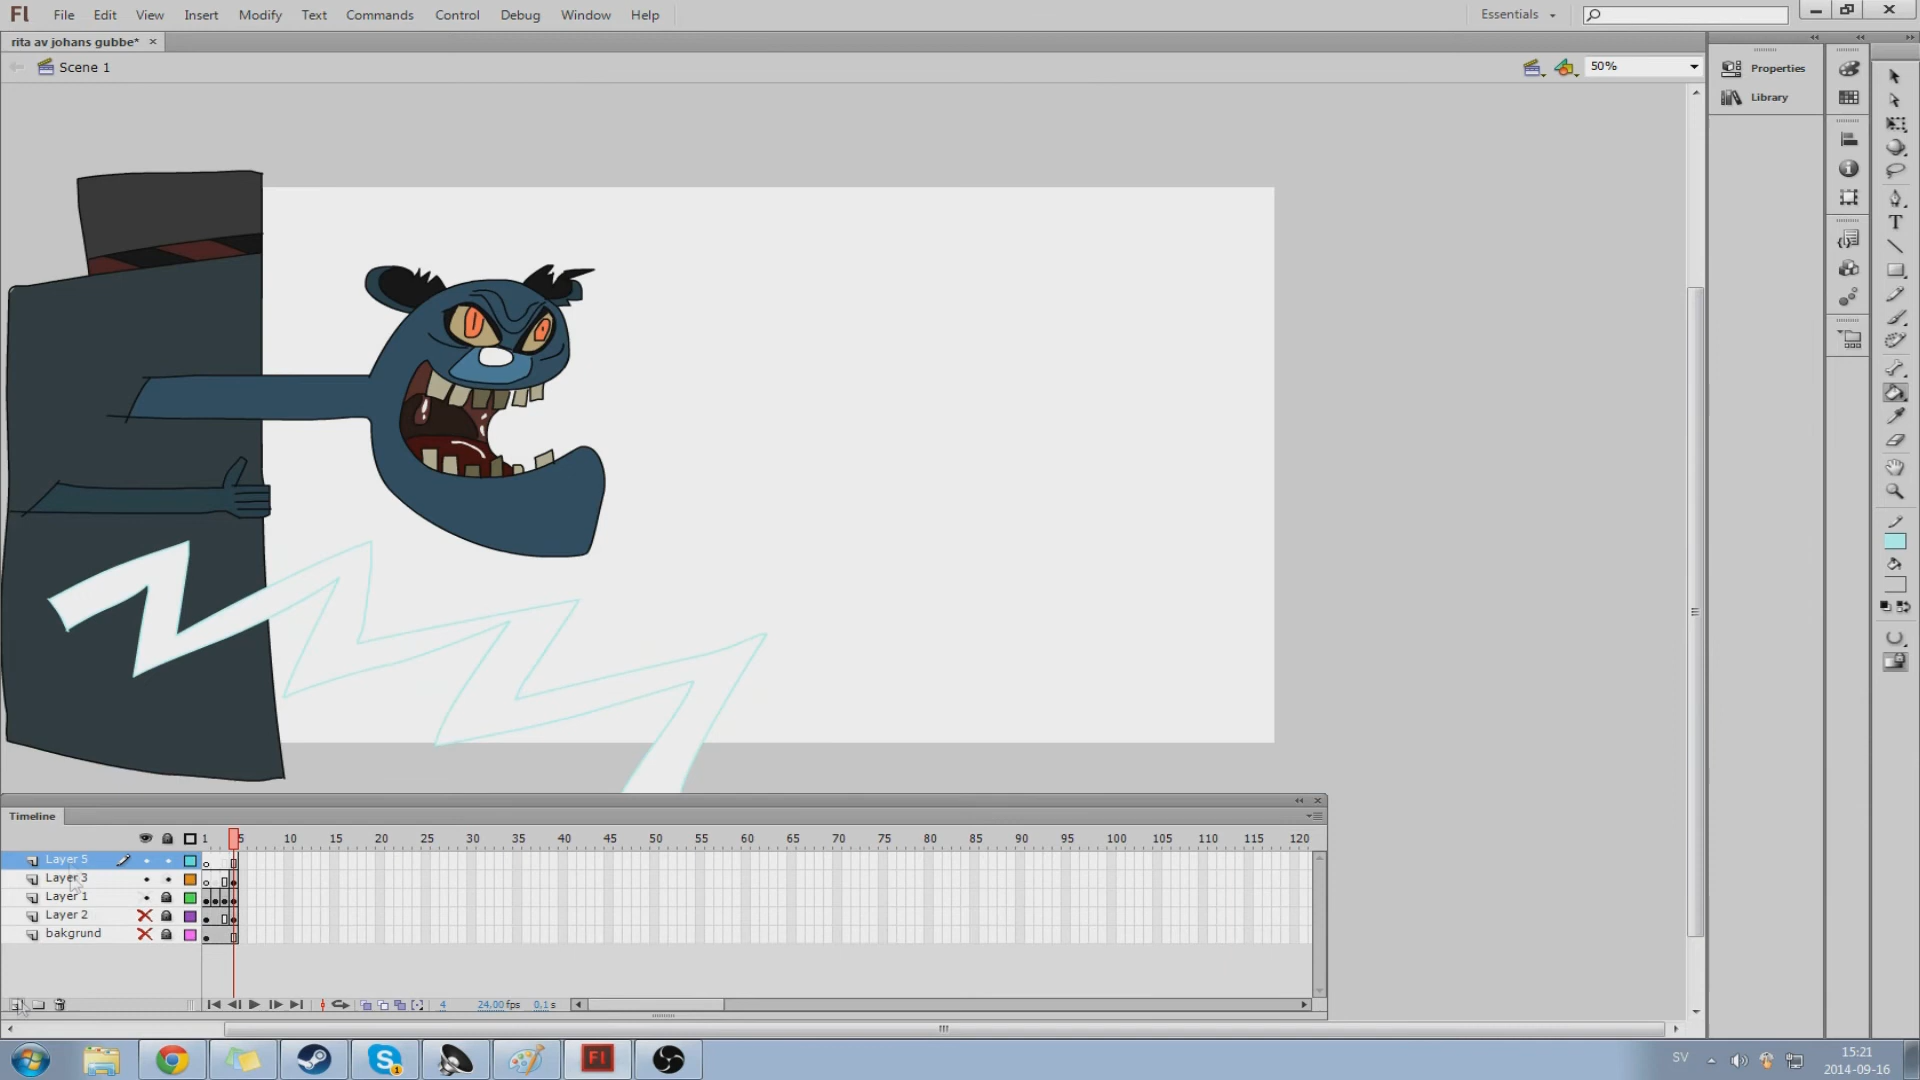 Fl File Edit View Insert Modify Text Commands Control Debug Window Help Essentials
rita av johans gubbe* ×
Scene 1 50%
Properties
Library
T
Timeline
1 5 10 15 20 25 30 35 40 45 50 55 60 65 70 75 80 85 90 95 100 105 110 115 120
Layer 5
Layer 3
Layer 1
Layer 2
bakgrund
4 24,00 fps 0,1 s
1 Fl SV 15:21
2014-09-16